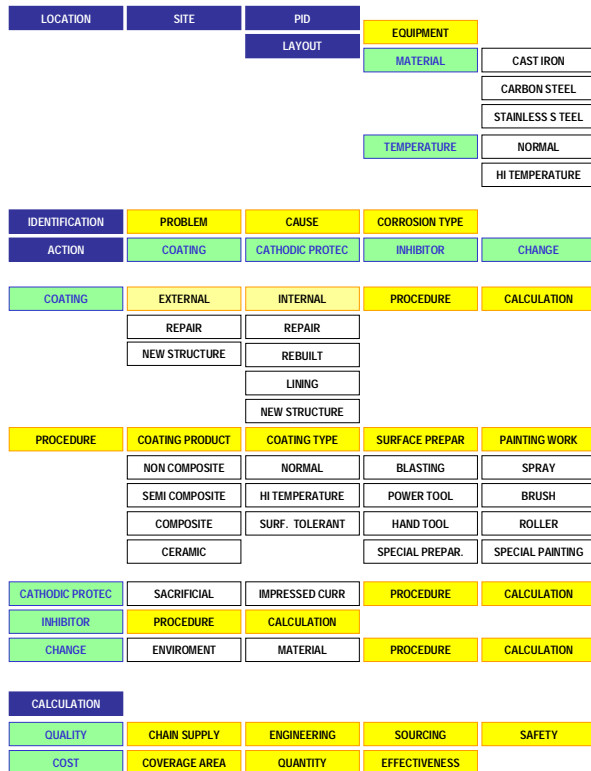 LOCATION SITE PID
EQUIPMENT
LAYOUT
MATERIAL CAST IRON
CARBON STEEL
STAINLESS S TEEL
TEMPERATURE NORMAL
HI TEMPERATURE
IDENTIFICATION PROBLEM CAUSE CORROSION TYPE
ACTION COATING CATHODIC PROTEC INHIBITOR CHANGE
COATING EXTERNAL INTERNAL PROCEDURE CALCULATION
REPAIR REPAIR
NEW STRUCTURE REBUILT
LINING
NEW STRUCTURE
PROCEDURE COATING PRODUCT COATING TYPE SURFACE PREPAR PAINTING WORK
NON COMPOSITE NORMAL BLASTING SPRAY
SEMI COMPOSITE HI TEMPERATURE POWER TOOL BRUSH
COMPOSITE SURF. TOLERANT HAND TOOL ROLLER
CERAMIC SPECIAL PREPAR. SPECIAL PAINTING
CATHODIC PROTEC SACRIFICIAL IMPRESSED CURR PROCEDURE CALCULATION
INHIBITOR PROCEDURE CALCULATION
CHANGE ENVIROMENT MATERIAL PROCEDURE CALCULATION
CALCULATION
QUALITY CHAIN SUPPLY ENGINEERING SOURCING SAFETY
COST COVERAGE AREA QUANTITY EFFECTIVENESS